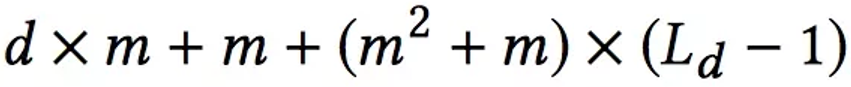 d × m + m + (m² + m) × (L_d − 1)